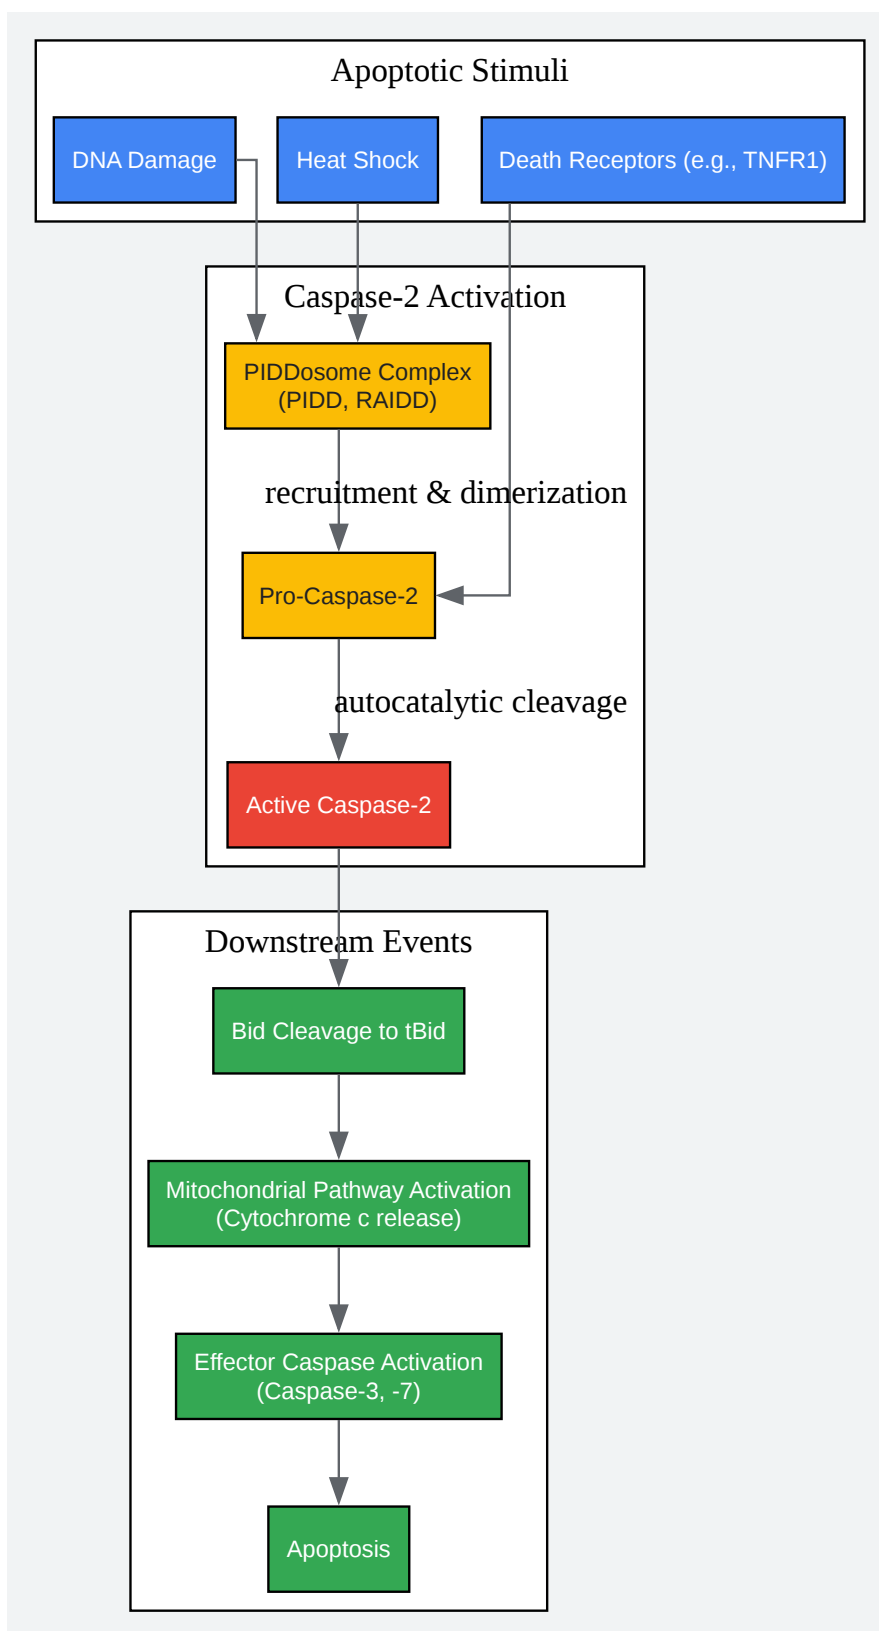 Apoptotic Stimuli
DNA Damage
Heat Shock
Death Receptors (e.g., TNFR1)
Caspase-2 Activation
PIDDosome Complex
(PIDD, RAIDD)
recruitment & dimerization
Pro-Caspase-2
autocatalytic cleavage
Active Caspase-2
Downstream Events
Bid Cleavage to tBid
Mitochondrial Pathway Activation
(Cytochrome c release)
Effector Caspase Activation
(Caspase-3, -7)
Apoptosis